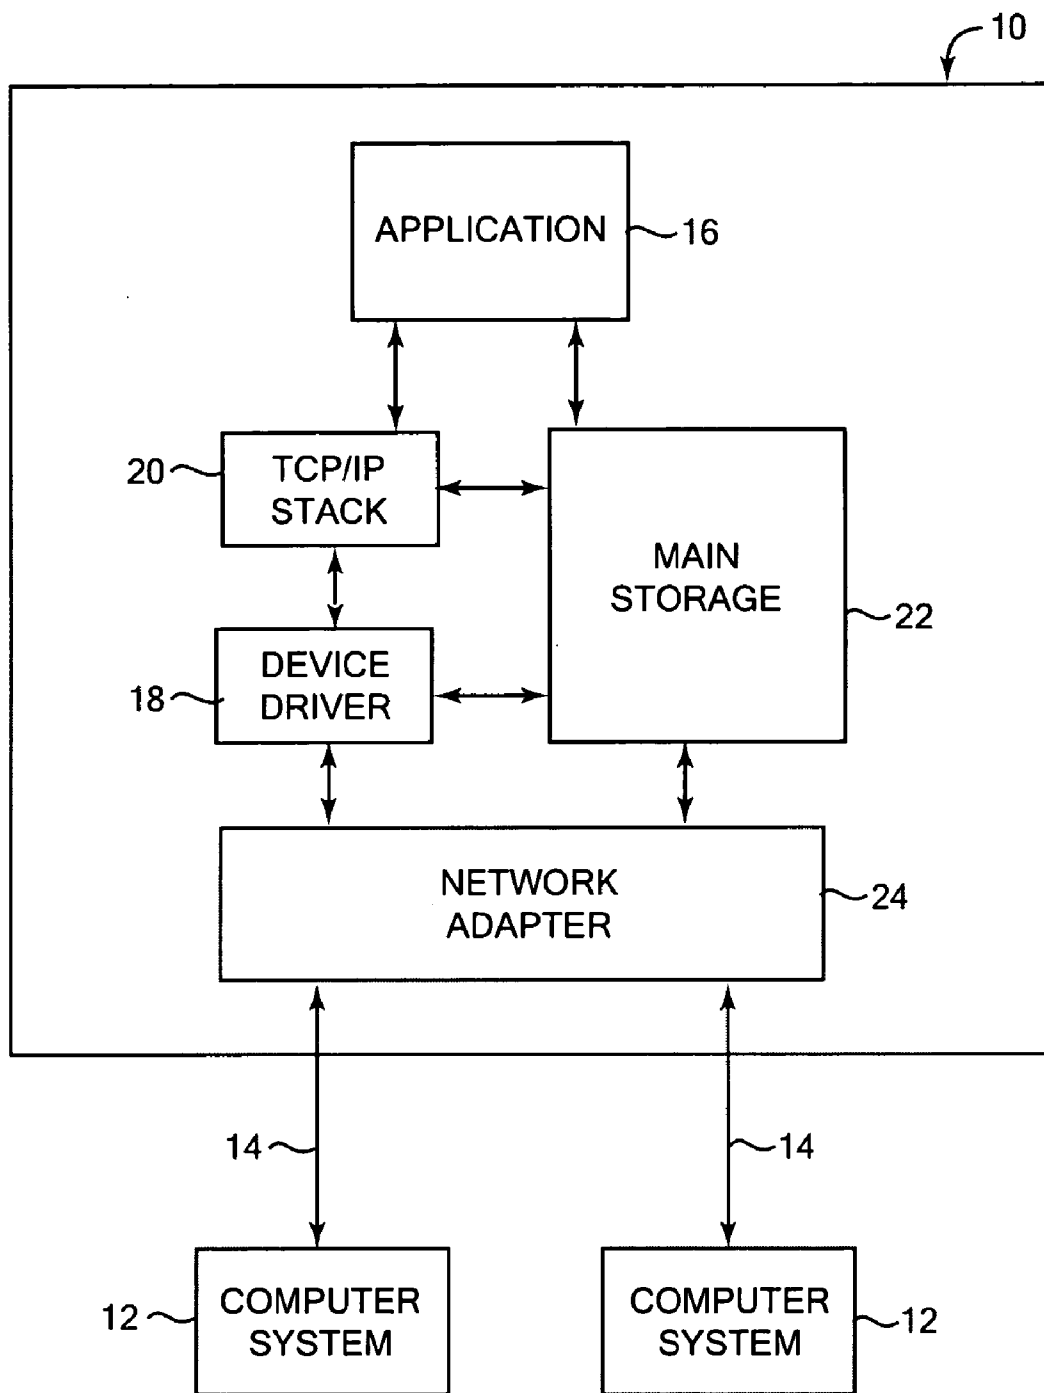 10
APPLICATION
16
20
TCP/IP
STACK
MAIN
STORAGE
22
18
DEVICE
DRIVER
NETWORK
ADAPTER
24
14
14
12
COMPUTER
SYSTEM
COMPUTER
SYSTEM
12